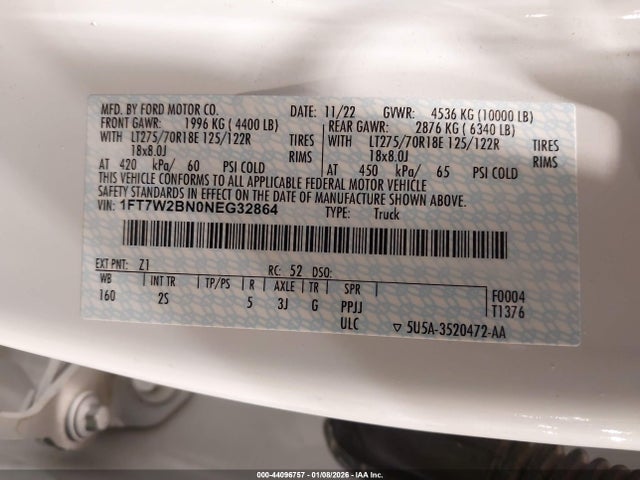 MFD. BY FORD MOTOR CO. DATE: 11/22 GVWR: 4536 KG (10000 LB)
FRONT GAWR: 1996 KG ( 4400 LB) REAR GAWR: 2876 KG ( 6340 LB)
WITH LT275/70R18E 125/122R TIRES WITH LT275/70R18E 125/122R TIRES
18x8.0J RIMS 18x8.0J RIMS
AT 420 kPa/ 60 PSI COLD AT 450 kPa/ 65 PSI COLD
THIS VEHICLE CONFORMS TO ALL APPLICABLE FEDERAL MOTOR VEHICLE
SAFETY STANDARDS IN EFFECT ON THE DATE OF MANUFACTURE SHOWN ABOVE.
VIN: 1FT7W2BN0NEG32864 TYPE: Truck
EXT PNT: Z1 RC: 52 DSO:
WB INT TR TP/PS R AXLE TR SPR F0004
160 2S 5 3J G PPJJ T1376
ULC ▽ 5U5A-3520472-AA
000-44096757 - 01/08/2026 - IAA Inc.